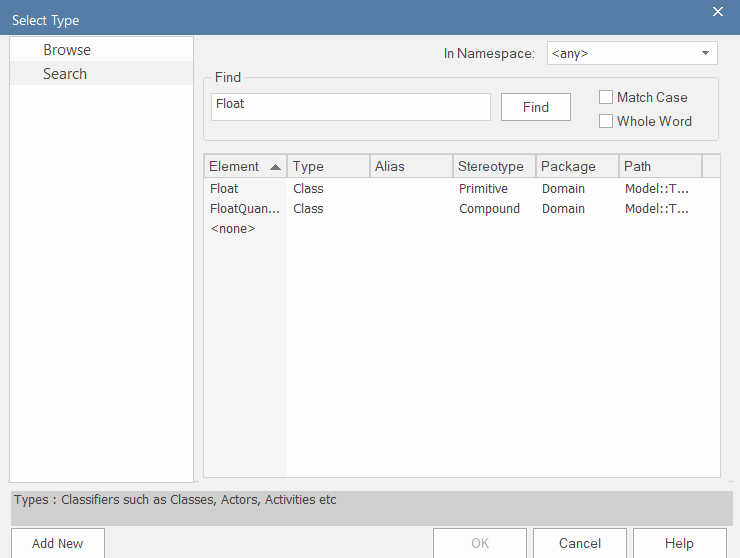 Select Type
Browse
Search
In Namespace: <any>
Find
Float
Find
Match Case
Whole Word
Element Type Alias Stereotype Package Path
Float Class Primitive Domain Model::T...
FloatQuan... Class Compound Domain Model::T...
<none>
Types : Classifiers such as Classes, Actors, Activities etc
Add New OK Cancel Help